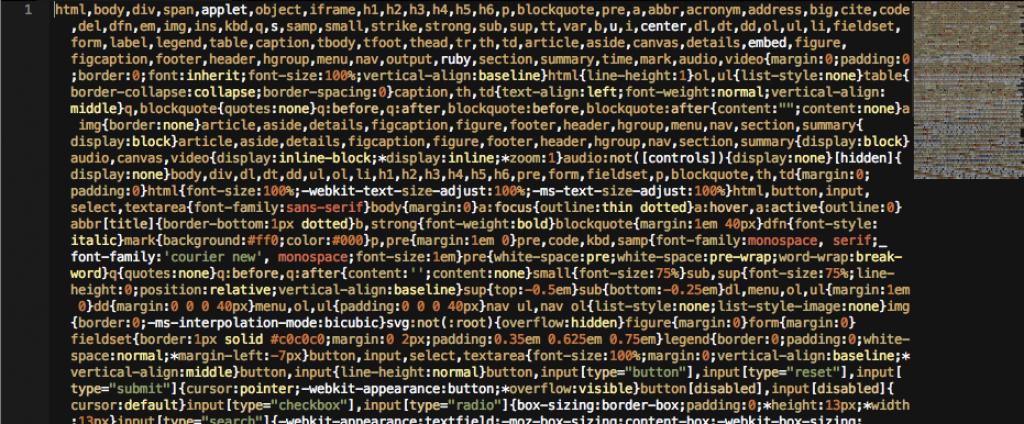 1
html,body,div,span,applet,object,iframe,h1,h2,h3,h4,h5,h6,p,blockquote,pre,a,abbr,acronym,address,big,cite,code
,del,dfn,em,img,ins,kbd,q,s,samp,small,strike,strong,sub,sup,tt,var,b,u,i,center,dl,dt,dd,ol,ul,li,fieldset,
form,label,legend,table,caption,tbody,tfoot,thead,tr,th,td,article,aside,canvas,details,embed,figure,
figcaption,footer,header,hgroup,menu,nav,output,ruby,section,summary,time,mark,audio,video{margin:0;padding:0
;border:0;font:inherit;font-size:100%;vertical-align:baseline}html{line-height:1}ol,ul{list-style:none}table{
border-collapse:collapse;border-spacing:0}caption,th,td{text-align:left;font-weight:normal;vertical-align:
middle}q,blockquote{quotes:none}q:before,q:after,blockquote:before,blockquote:after{content:"";content:none}a
img{border:none}article,aside,details,figcaption,figure,footer,header,hgroup,menu,nav,section,summary{
display:block}article,aside,details,figcaption,figure,footer,header,hgroup,nav,section,summary{display:block}
audio,canvas,video{display:inline-block;*display:inline;*zoom:1}audio:not([controls]){display:none}[hidden]{
display:none}body,div,dl,dt,dd,ul,ol,li,h1,h2,h3,h4,h5,h6,pre,form,fieldset,p,blockquote,th,td{margin:0;
padding:0}html{font-size:100%;-webkit-text-size-adjust:100%;-ms-text-size-adjust:100%}html,button,input,
select,textarea{font-family:sans-serif}body{margin:0}a:focus{outline:thin dotted}a:hover,a:active{outline:0}
abbr[title]{border-bottom:1px dotted}b,strong{font-weight:bold}blockquote{margin:1em 40px}dfn{font-style:
italic}mark{background:#ff0;color:#000}p,pre{margin:1em 0}pre,code,kbd,samp{font-family:monospace, serif;_
font-family:'courier new', monospace;font-size:1em}pre{white-space:pre;white-space:pre-wrap;word-wrap:break-
word}q{quotes:none}q:before,q:after{content:'';content:none}small{font-size:75%}sub,sup{font-size:75%;line-
height:0;position:relative;vertical-align:baseline}sup{top:-0.5em}sub{bottom:-0.25em}dl,menu,ol,ul{margin:1em
0}dd{margin:0 0 0 40px}menu,ol,ul{padding:0 0 0 40px}nav ul,nav ol{list-style:none;list-style-image:none}img
{border:0;-ms-interpolation-mode:bicubic}svg:not(:root){overflow:hidden}figure{margin:0}form{margin:0}
fieldset{border:1px solid #c0c0c0;margin:0 2px;padding:0.35em 0.625em 0.75em}legend{border:0;padding:0;white-
space:normal;*margin-left:-7px}button,input,select,textarea{font-size:100%;margin:0;vertical-align:baseline;*
vertical-align:middle}button,input{line-height:normal}button,input[type="button"],input[type="reset"],input[
type="submit"]{cursor:pointer;-webkit-appearance:button;*overflow:visible}button[disabled],input[disabled]{
cursor:default}input[type="checkbox"],input[type="radio"]{box-sizing:border-box;padding:0;*height:13px;*width
:13px}input[type="search"]{-webkit-appearance:textfield;-moz-box-sizing:content-box;-webkit-box-sizing: